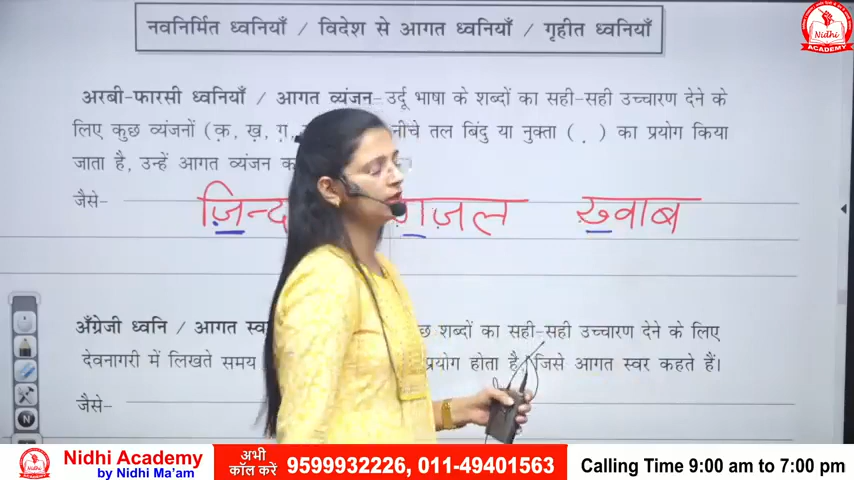 नवनिर्मित ध्वनियाँ / विदेश से आगत ध्वनियाँ / गृहीत ध्वनियाँ
Nidhi
ACADEMY
अरबी-फारसी ध्वनियाँ / आगत व्यंजन- उर्दू भाषा के शब्दों का सही-सही उच्चारण देने के
लिए कुछ व्यंजनों (क़, ख़, ग़, नीचे तल बिंदु या नुक्ता ( . ) का प्रयोग किया
जाता है, उन्हें आगत व्यंजन
जैसे-
ज़िन्द ग़ज़ल ख़्वाब
अँग्रेजी ध्वनि / आगत शब्दों का सही-सही उच्चारण देने के लिए
देवनागरी में लिखते समय प्रयोग होता है, जिसे आगत स्वर कहते हैं।
जैसे-
N
Nidhi Academy
by Nidhi Ma'am
अभी
कॉल करें
9599932226, 011-49401563
Calling Time 9:00 am to 7:00 pm